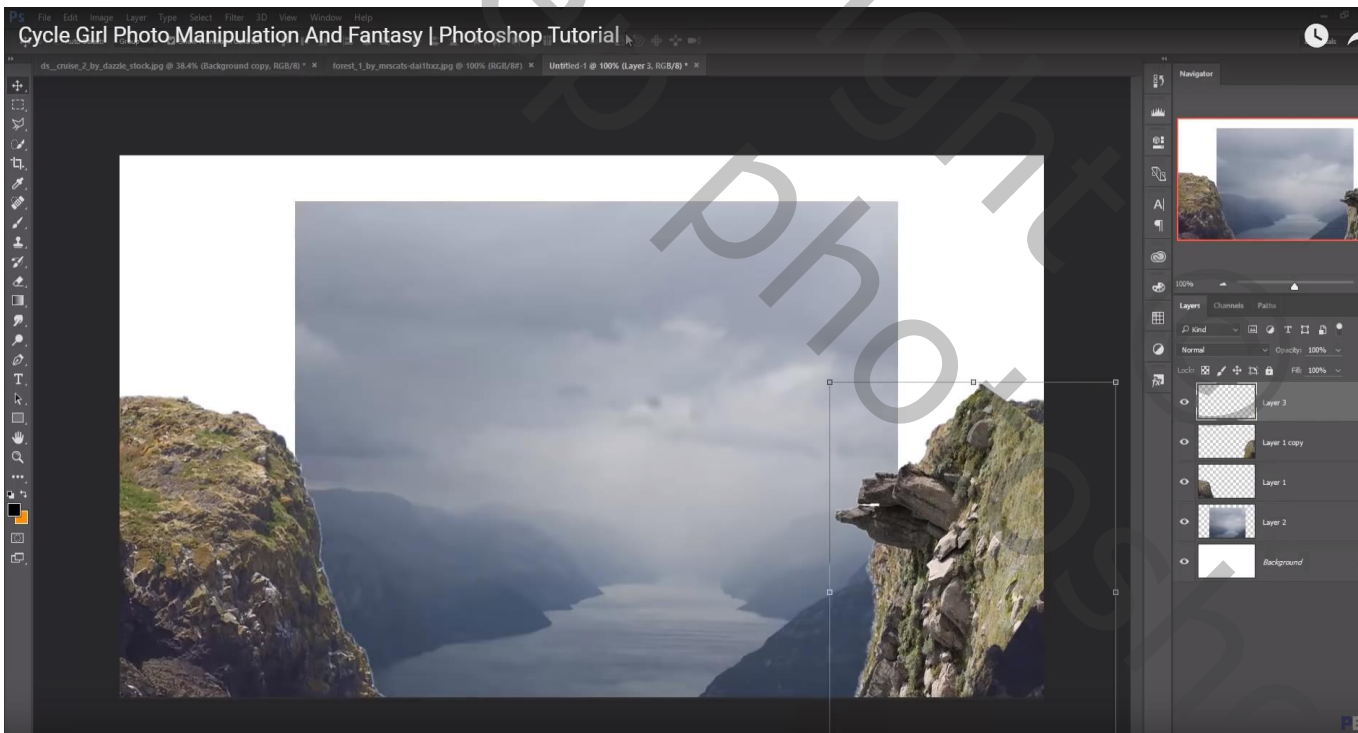 Ps File Edit Image Layer Type Select Filter 3D View Window Help
Cycle Girl Photo Manipulation And Fantasy | Photoshop Tutorial
ds__cruise_2_by_dazzle_stock.jpg @ 38.4% (Background copy, RGB/8) * × forest_1_by_mrscats-dai1hxz.jpg @ 100% (RGB/8#) × Untitled-1 @ 100% (Layer 3, RGB/8) * ×
Navigator
100%
Layers Channels Paths
Kind
Normal Opacity: 100%
Lock: Fill: 100%
Layer 3
Layer 1 copy
Layer 1
Layer 2
Background